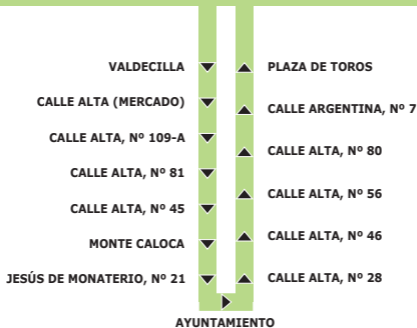 VALDECILLA
CALLE ALTA (MERCADO)
CALLE ALTA, Nº 109-A
CALLE ALTA, Nº 81
CALLE ALTA, Nº 45
MONTE CALOCA
JESÚS DE MONATERIO, Nº 21
PLAZA DE TOROS
CALLE ARGENTINA, Nº 7
CALLE ALTA, Nº 80
CALLE ALTA, Nº 56
CALLE ALTA, Nº 46
CALLE ALTA, Nº 28
AYUNTAMIENTO